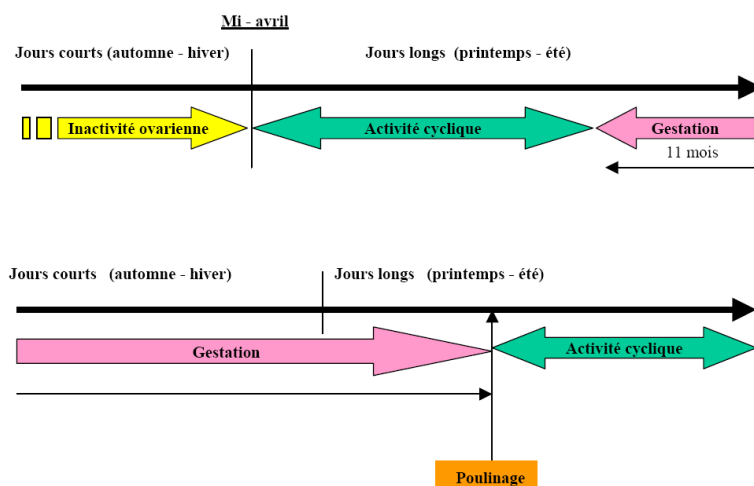 Mi - avril
Jours courts (automne - hiver) Jours longs (printemps - été)
Inactivité ovarienne Activité cyclique Gestation
11 mois
Jours courts (automne - hiver) Jours longs (printemps - été)
Gestation Activité cyclique
Poulinage